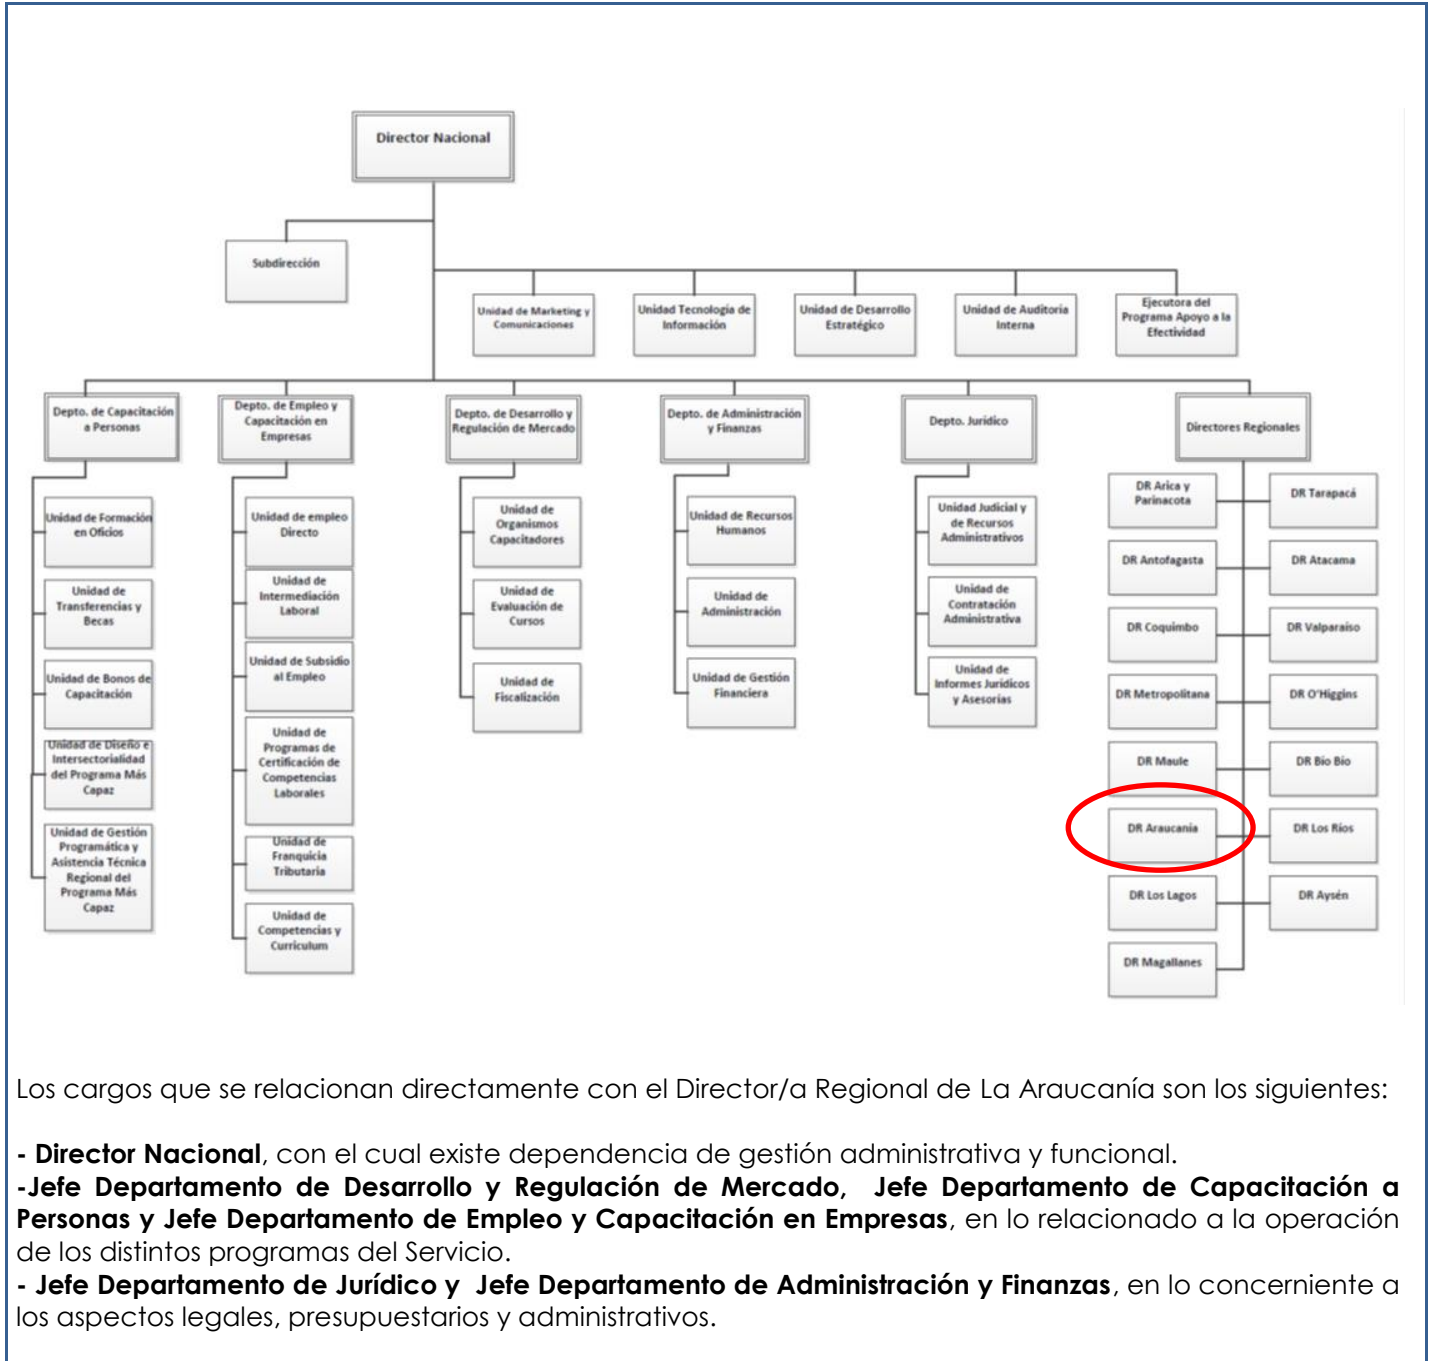 Director Nacional
Subdirección
Unidad de Marketing y
Comunicaciones
Unidad Tecnología de
Información
Unidad de Desarrollo
Estratégico
Unidad de Auditoría
Interna
Ejecutora del
Programa Apoyo a la
Efectividad
Depto. de Capacitación
a Personas
Depto. de Empleo y
Capacitación en
Empresas
Depto. de Desarrollo y
Regulación de Mercado
Depto. de Administración
y Finanzas
Depto. Jurídico
Directores Regionales
Unidad de Formación
en Oficios
Unidad de
Transferencias y
Becas
Unidad de Bonos de
Capacitación
Unidad de Diseño e
Intersectorialidad
del Programa Más
Capaz
Unidad de Gestión
Programática y
Asistencia Técnica
Regional del
Programa Más
Capaz
Unidad de empleo
Directo
Unidad de
Intermediación
Laboral
Unidad de Subsidio
al Empleo
Unidad de
Programas de
Certificación de
Competencias
Laborales
Unidad de
Franquicia
Tributaria
Unidad de
Competencias y
Curriculum
Unidad de
Organismos
Capacitadores
Unidad de
Evaluación de
Cursos
Unidad de
Fiscalización
Unidad de Recursos
Humanos
Unidad de
Administración
Unidad de Gestión
Financiera
Unidad Judicial y
de Recursos
Administrativos
Unidad de
Contratación
Administrativa
Unidad de
Informes Jurídicos
y Asesorías
DR Arica y
Parinacota
DR Tarapacá
DR Antofagasta
DR Atacama
DR Coquimbo
DR Valparaíso
DR Metropolitana
DR O'Higgins
DR Maule
DR Bío Bío
DR Araucanía
DR Los Ríos
DR Los Lagos
DR Aysén
DR Magallanes
Los cargos que se relacionan directamente con el Director/a Regional de La Araucanía son los siguientes:
- Director Nacional, con el cual existe dependencia de gestión administrativa y funcional.
-Jefe Departamento de Desarrollo y Regulación de Mercado, Jefe Departamento de Capacitación a
Personas y Jefe Departamento de Empleo y Capacitación en Empresas, en lo relacionado a la operación
de los distintos programas del Servicio.
- Jefe Departamento de Jurídico y Jefe Departamento de Administración y Finanzas, en lo concerniente a
los aspectos legales, presupuestarios y administrativos.